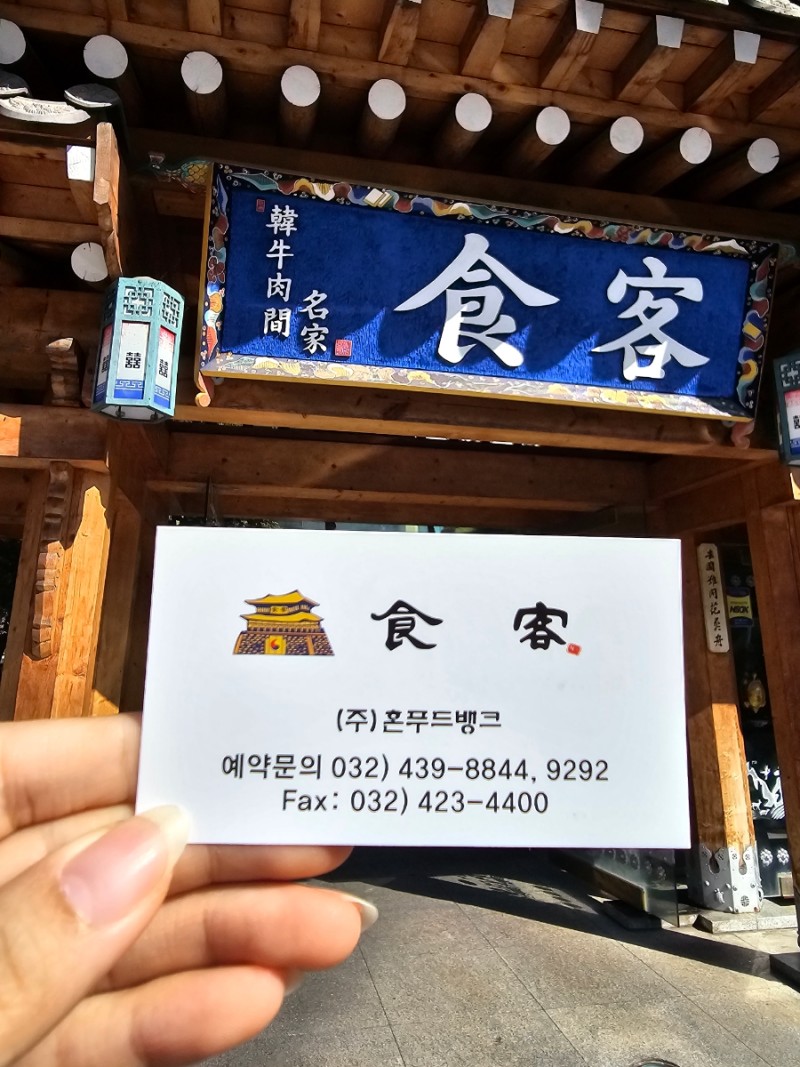 韓牛肉間
名家
食客
囍
食客
(주)혼푸드뱅크
예약문의 032) 439-8844, 9292
Fax: 032) 423-4400